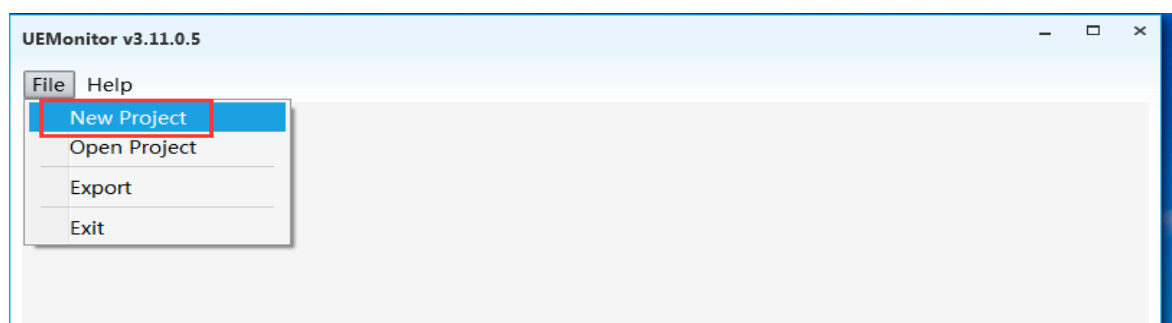 UEMonitor v3.11.0.5
File Help
New Project
Open Project
Export
Exit